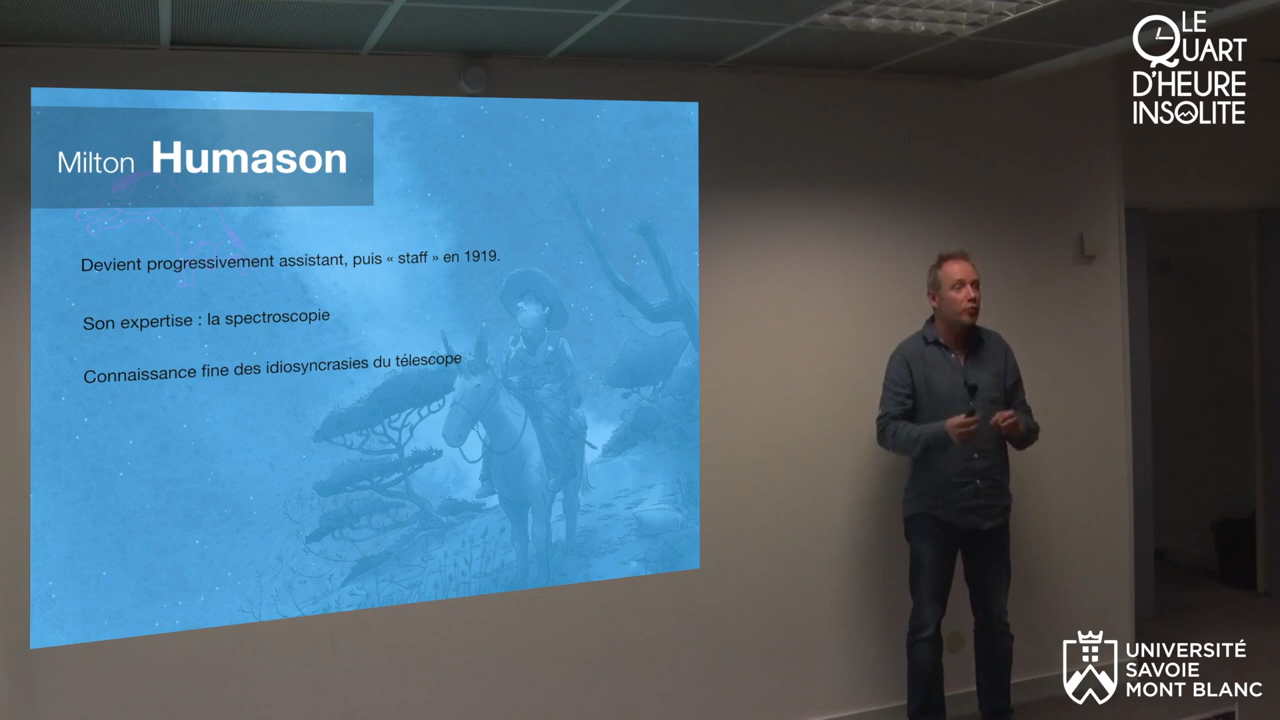 LE
QUART
D'HEURE
INSOLITE
Milton Humason
Devient progressivement assistant, puis « staff » en 1919.
Son expertise : la spectroscopie
Connaissance fine des idiosyncrasies du télescope
UNIVERSITÉ
SAVOIE
MONT BLANC